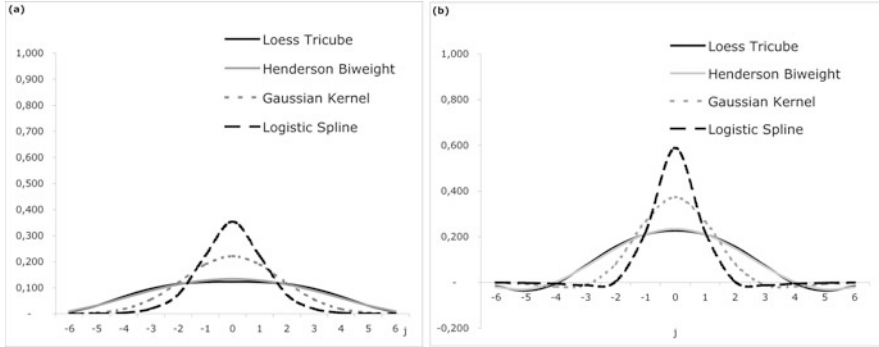 (a)
Loess Tricube
Henderson Biweight
Gaussian Kernel
Logistic Spline
1,000
0,900
0,800
0,700
0,600
0,500
0,400
0,300
0,200
0,100
-
-6 -5 -4 -3 -2 -1 0 1 2 3 4 5 6 j
(b)
Loess Tricube
Henderson Biweight
Gaussian Kernel
Logistic Spline
1,000
0,800
0,600
0,400
0,200
-
-0,200
-6 -5 -4 -3 -2 -1 0 1 2 3 4 5 6
j